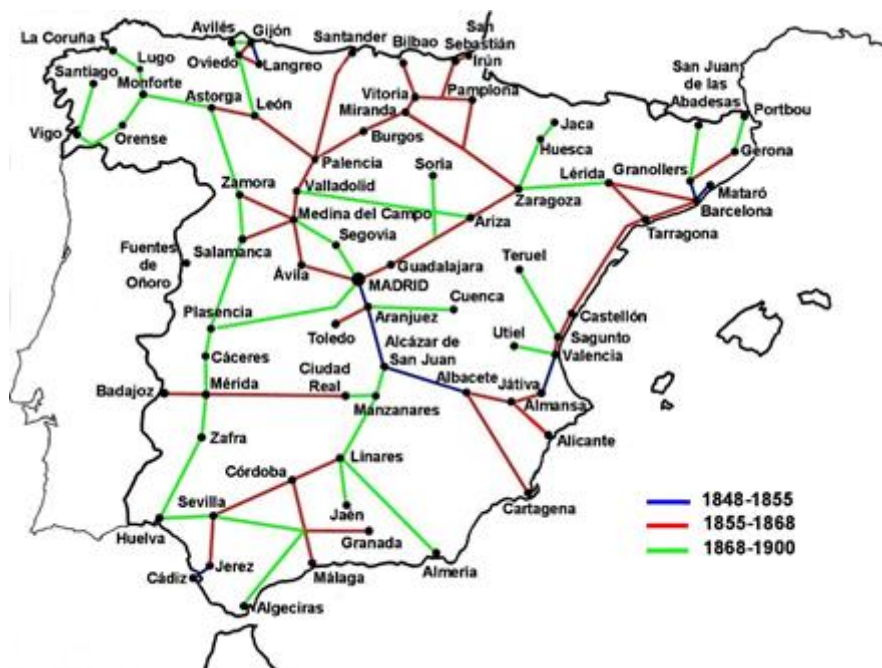 La Coruña
Avilés
Gijón
Lugo
Oviedo
Langreo
Santander
Bilbao
San
Sebastián
Irún
Santiago
Monforte
Astorga
León
Vitoria
Miranda
Pamplona
San Juan
de las
Abadesas
Portbou
Vigo
Orense
Burgos
Palencia
Jaca
Huesca
Soria
Lérida
Granollers
Gerona
Zamora
Valladolid
Mataró
Medina del Campo
Ariza
Zaragoza
Barcelona
Tarragona
Segovia
Salamanca
Fuentes
de
Oñoro
Ávila
Guadalajara
Teruel
MADRID
Cuenca
Castellón
Plasencia
Toledo
Aranjuez
Utiel
Sagunto
Valencia
Alcázar de
San Juan
Cáceres
Ciudad
Real
Albacete
Játiva
Badajoz
Mérida
Manzanares
Almansa
Alicante
Zafra
Linares
Córdoba
Sevilla
Jaén
Cartagena
Huelva
Granada
Cádiz
Jerez
Málaga
Almeria
Algeciras
1848-1855
1855-1868
1868-1900